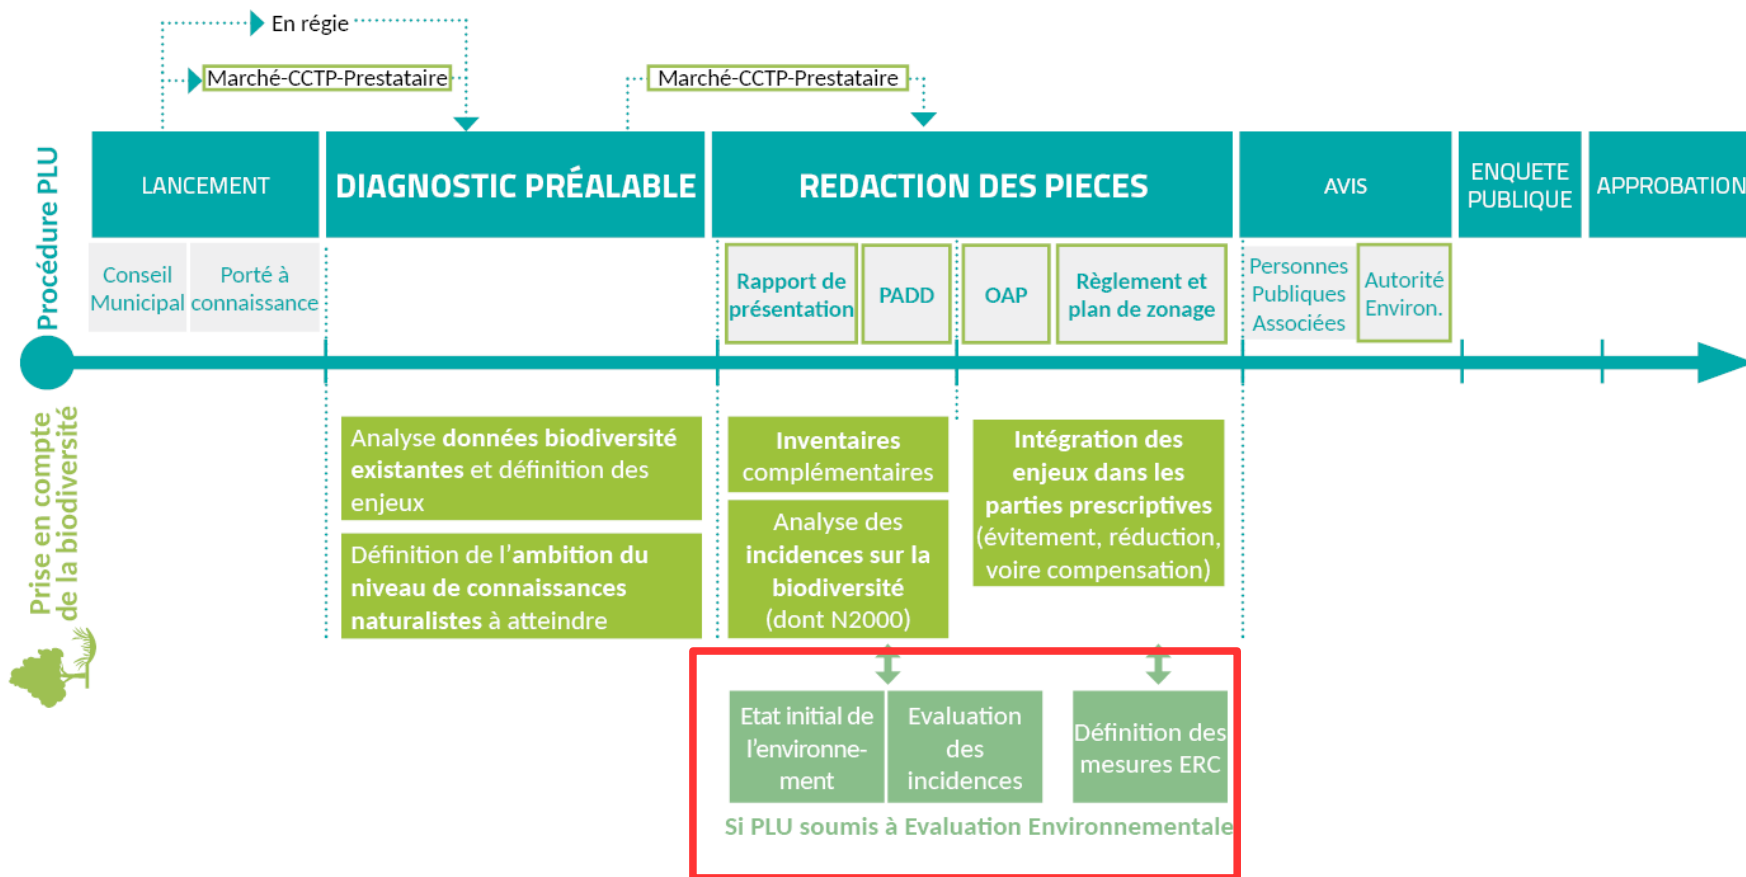 En régie
Marché-CCTP-Prestataire
Marché-CCTP-Prestataire
Procédure PLU
LANCEMENT
DIAGNOSTIC PRÉALABLE
REDACTION DES PIECES
AVIS
ENQUETE
PUBLIQUE
APPROBATION
Conseil
Municipal
Porté à
connaissance
Rapport de
présentation
PADD
OAP
Règlement et
plan de zonage
Personnes
Publiques
Associées
Autorité
Environ.
Prise en compte
de la biodiversité
Analyse données biodiversité
existantes et définition des
enjeux
Définition de l'ambition du
niveau de connaissances
naturalistes à atteindre
Inventaires
complémentaires
Analyse des
incidences sur la
biodiversité
(dont N2000)
Intégration des
enjeux dans les
parties prescriptives
(évitement, réduction,
voire compensation)
Etat initial de
l'environne-
ment
Evaluation
des
incidences
Définition des
mesures ERC
Si PLU soumis à Evaluation Environnementale